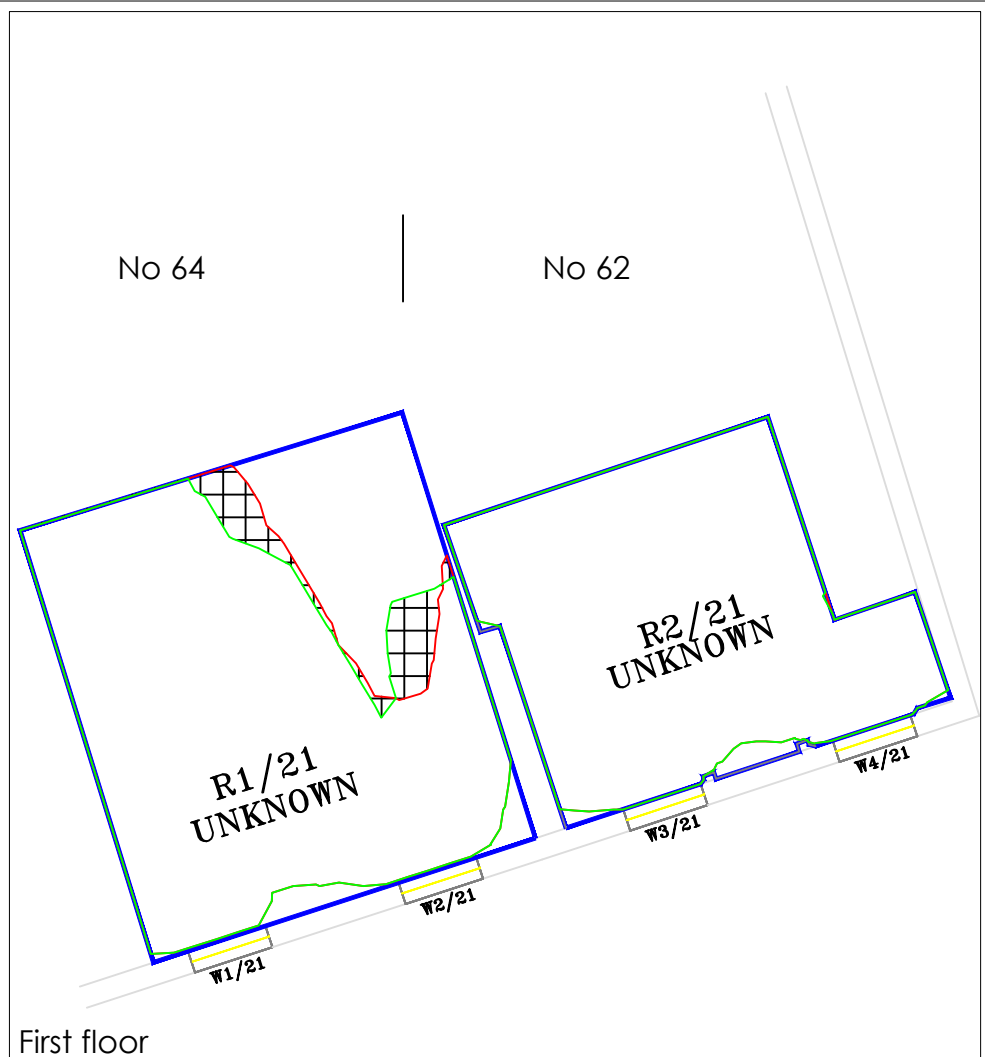 No 64
No 62
R2/21
UNKNOWN
R1/21
UNKNOWN
W4/21
W3/21
W2/21
W1/21
First floor